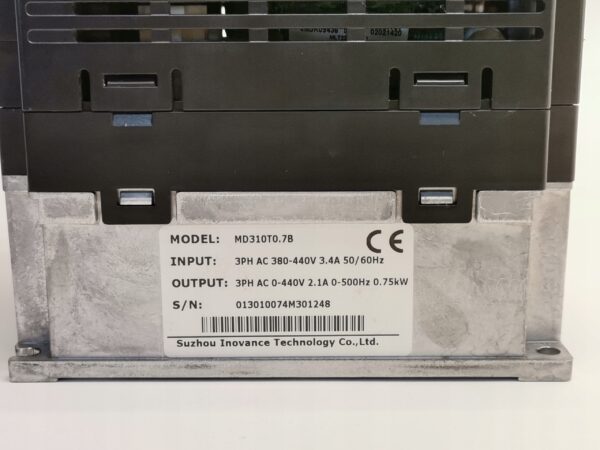 02021420
MODEL: MD310T0.7B
CE
INPUT: 3PH AC 380-440V 3.4A 50/60Hz
OUTPUT: 3PH AC 0-440V 2.1A 0-500Hz 0.75kW
S/N: 013010074M301248
Suzhou Inovance Technology Co.,Ltd.